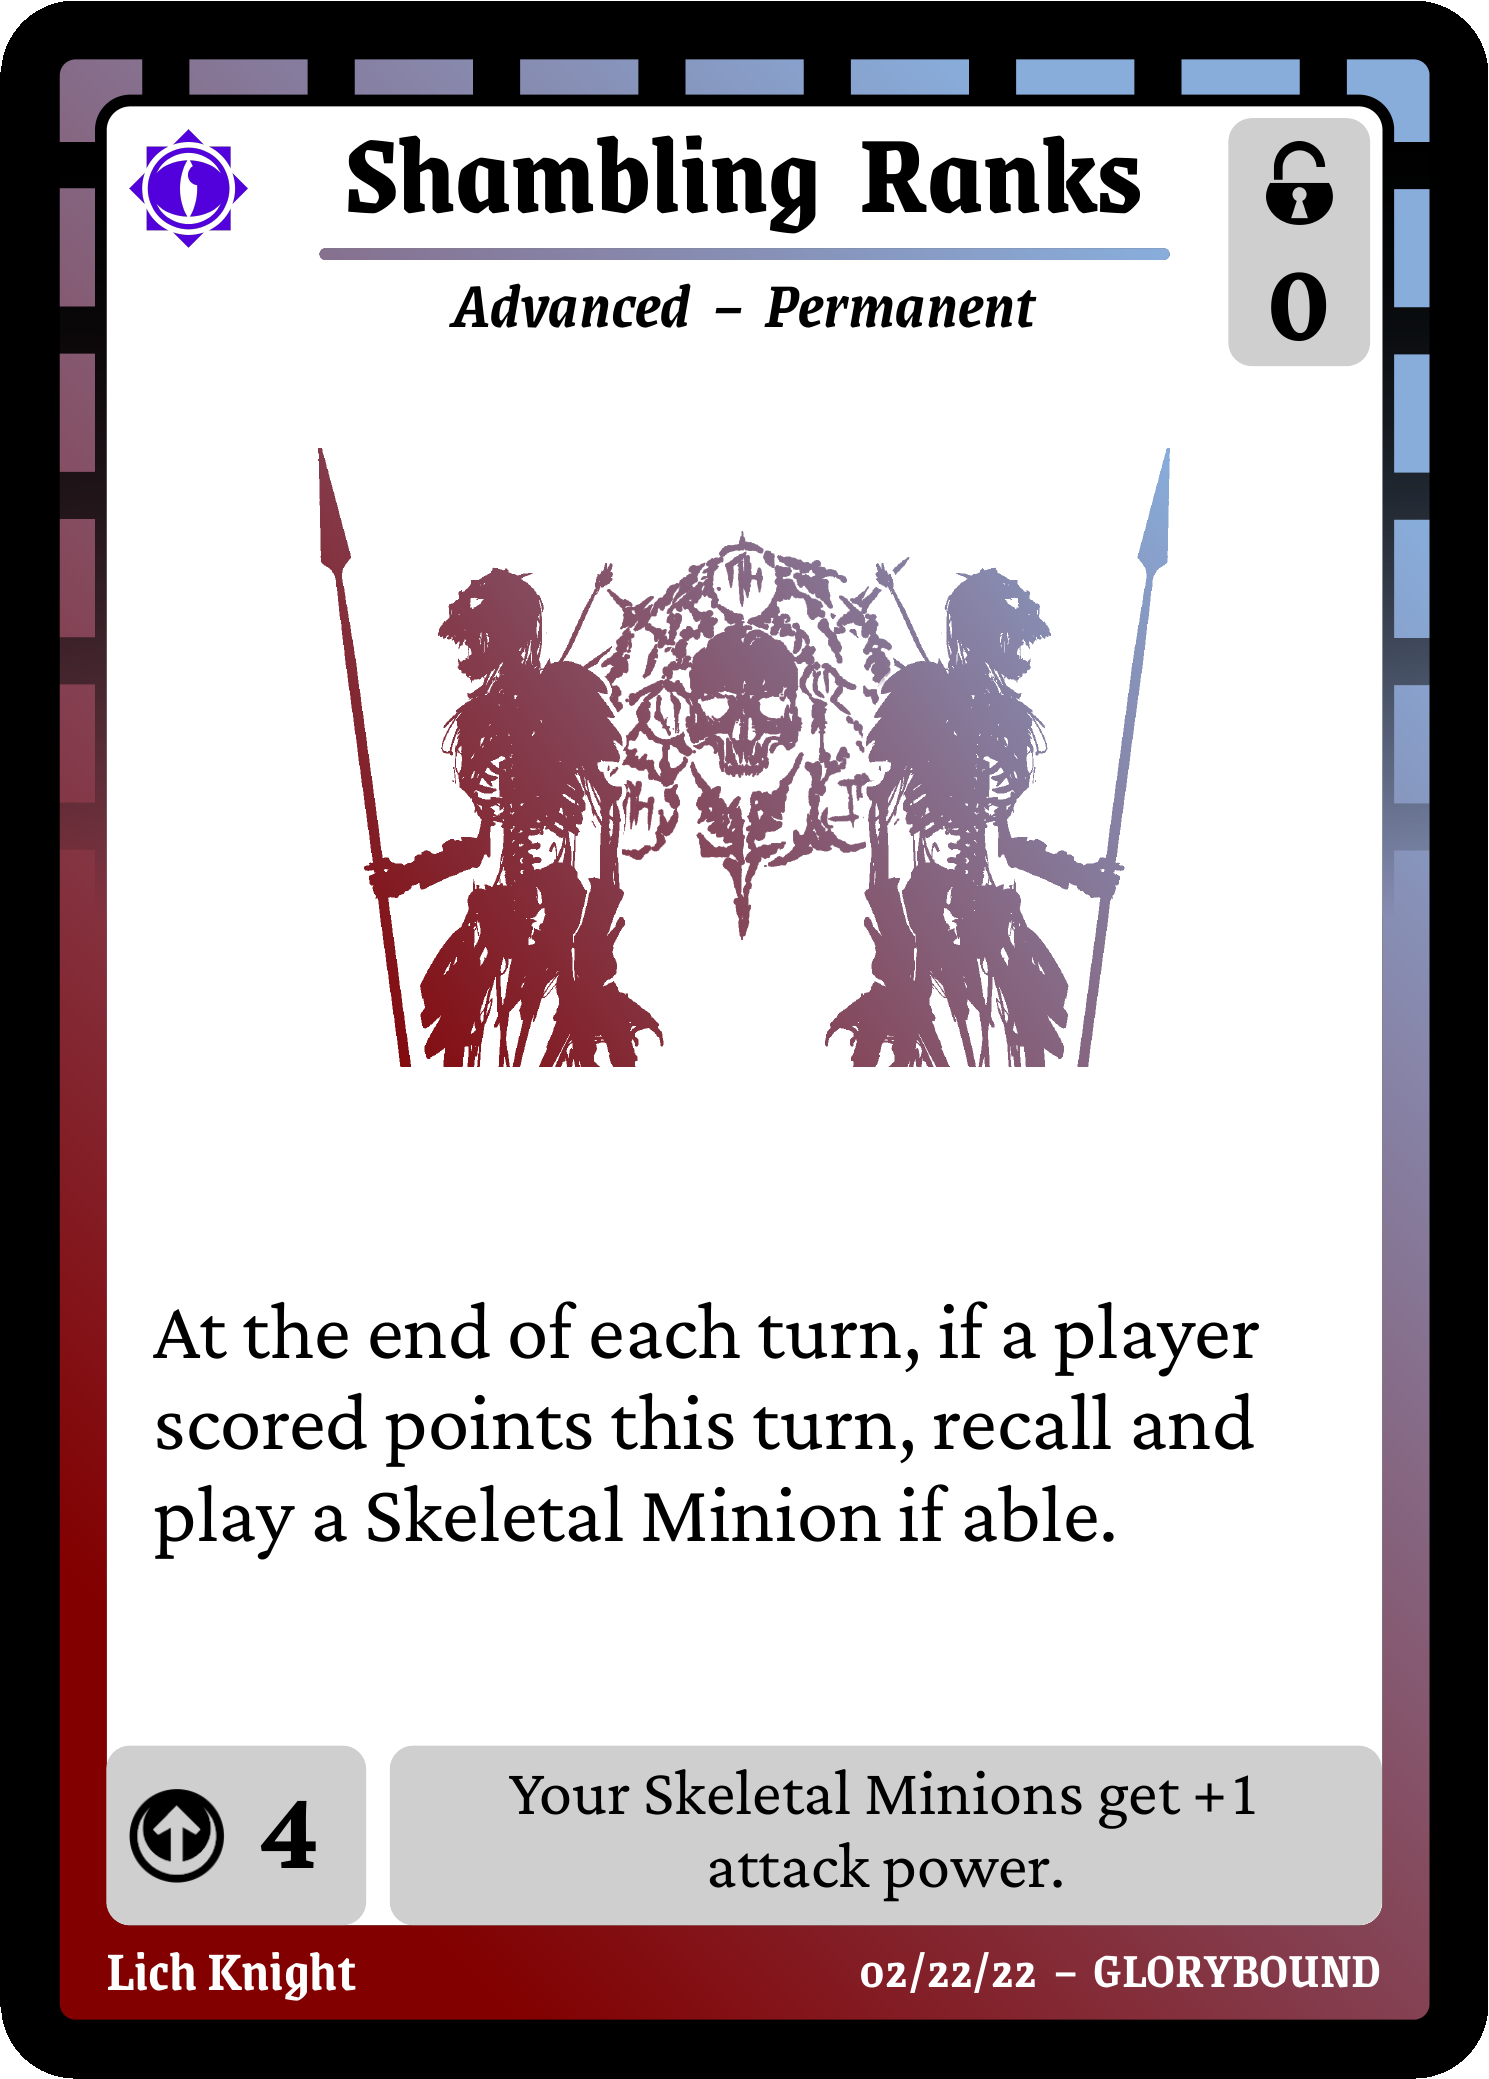 Shambling Ranks
Advanced – Permanent
0
At the end of each turn, if a player
scored points this turn, recall and
play a Skeletal Minion if able.
4
Your Skeletal Minions get +1
attack power.
Lich Knight
02/22/22 – GLORYBOUND